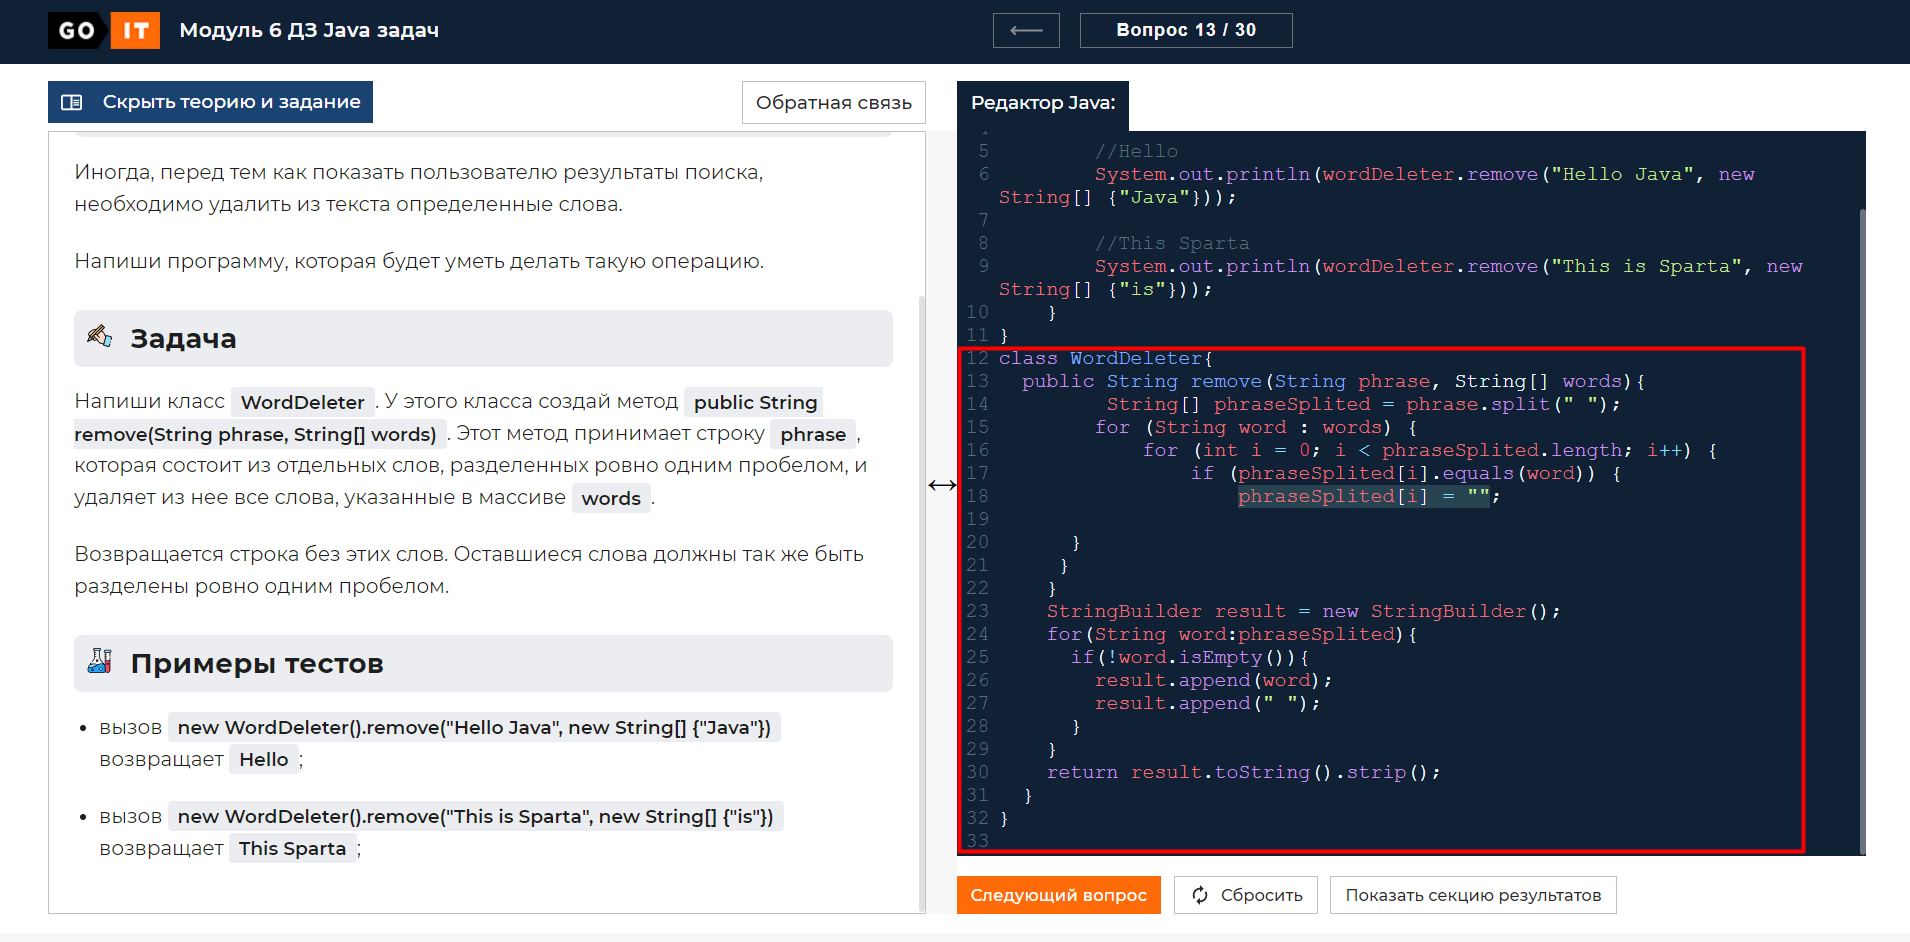 GO IT Модуль 6 ДЗ Java задач
Вопрос 13 / 30
Скрыть теорию и задание
Обратная связь
Иногда, перед тем как показать пользователю результаты поиска,
необходимо удалить из текста определенные слова.
Напиши программу, которая будет уметь делать такую операцию.
Задача
Напиши класс WordDeleter . У этого класса создай метод public String
remove(String phrase, String[] words) . Этот метод принимает строку phrase ,
которая состоит из отдельных слов, разделенных ровно одним пробелом, и
удаляет из нее все слова, указанные в массиве words .
Возвращается строка без этих слов. Оставшиеся слова должны так же быть
разделены ровно одним пробелом.
Примеры тестов
• вызов new WordDeleter().remove("Hello Java", new String[] {"Java"})
возвращает Hello ;
• вызов new WordDeleter().remove("This is Sparta", new String[] {"is"})
возвращает This Sparta ;
Редактор Java:
5 //Hello
6 System.out.println(wordDeleter.remove("Hello Java", new
String[] {"Java"}));
7
8 //This Sparta
9 System.out.println(wordDeleter.remove("This is Sparta", new
String[] {"is"}));
10 }
11 }
12 class WordDeleter{
13 public String remove(String phrase, String[] words){
14 String[] phraseSplited = phrase.split(" ");
15 for (String word : words) {
16 for (int i = 0; i < phraseSplited.length; i++) {
17 if (phraseSplited[i].equals(word)) {
18 phraseSplited[i] = "";
19
20 }
21 }
22 }
23 StringBuilder result = new StringBuilder();
24 for(String word:phraseSplited){
25 if(!word.isEmpty()){
26 result.append(word);
27 result.append(" ");
28 }
29 }
30 return result.toString().strip();
31 }
32 }
33
Следующий вопрос
Сбросить
Показать секцию результатов